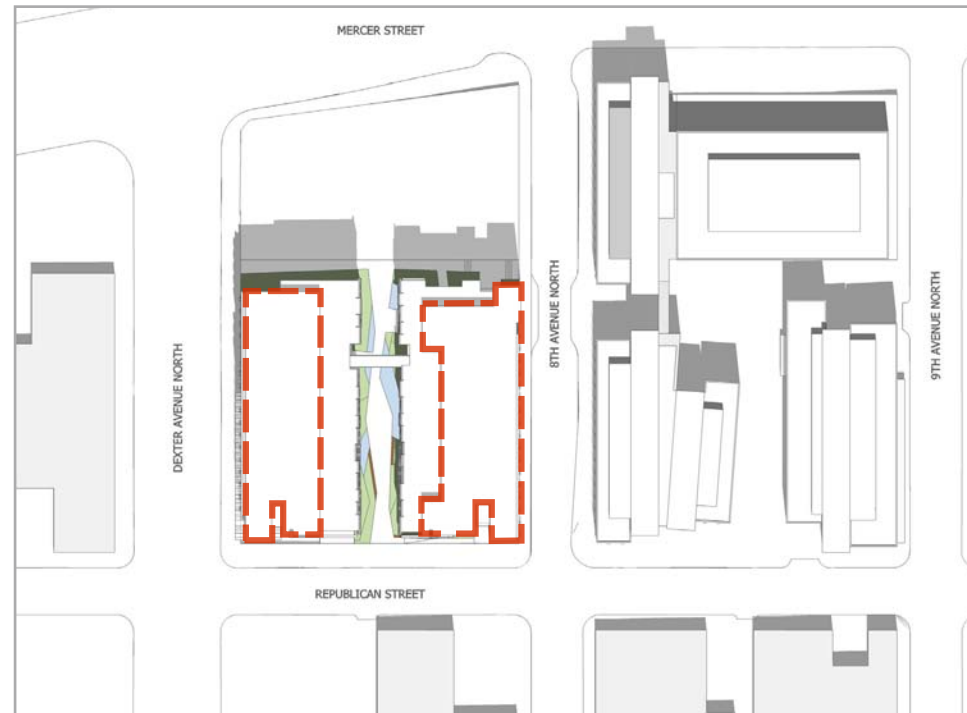 MERCER STREET
DEXTER AVENUE NORTH
8TH AVENUE NORTH
9TH AVENUE NORTH
REPUBLICAN STREET